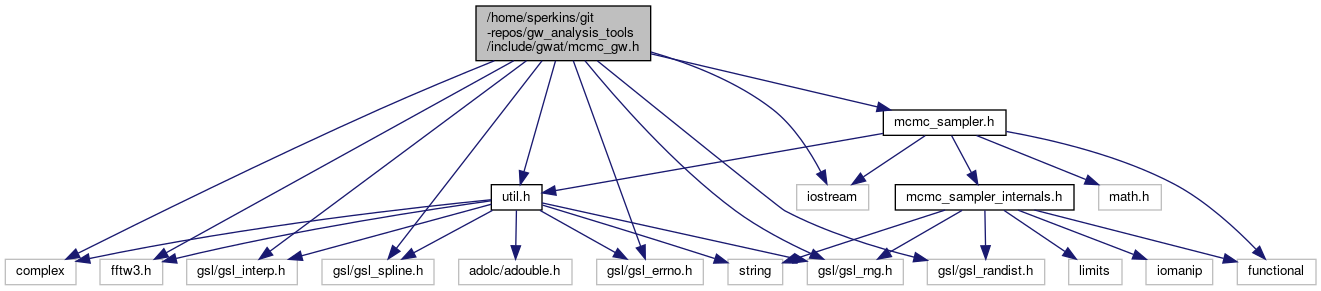 /home/sperkins/git
-repos/gw_analysis_tools
/include/gwat/mcmc_gw.h
mcmc_sampler.h
util.h
iostream
mcmc_sampler_internals.h
math.h
complex
fftw3.h
gsl/gsl_interp.h
gsl/gsl_spline.h
adolc/adouble.h
gsl/gsl_errno.h
string
gsl/gsl_rng.h
gsl/gsl_randist.h
limits
iomanip
functional